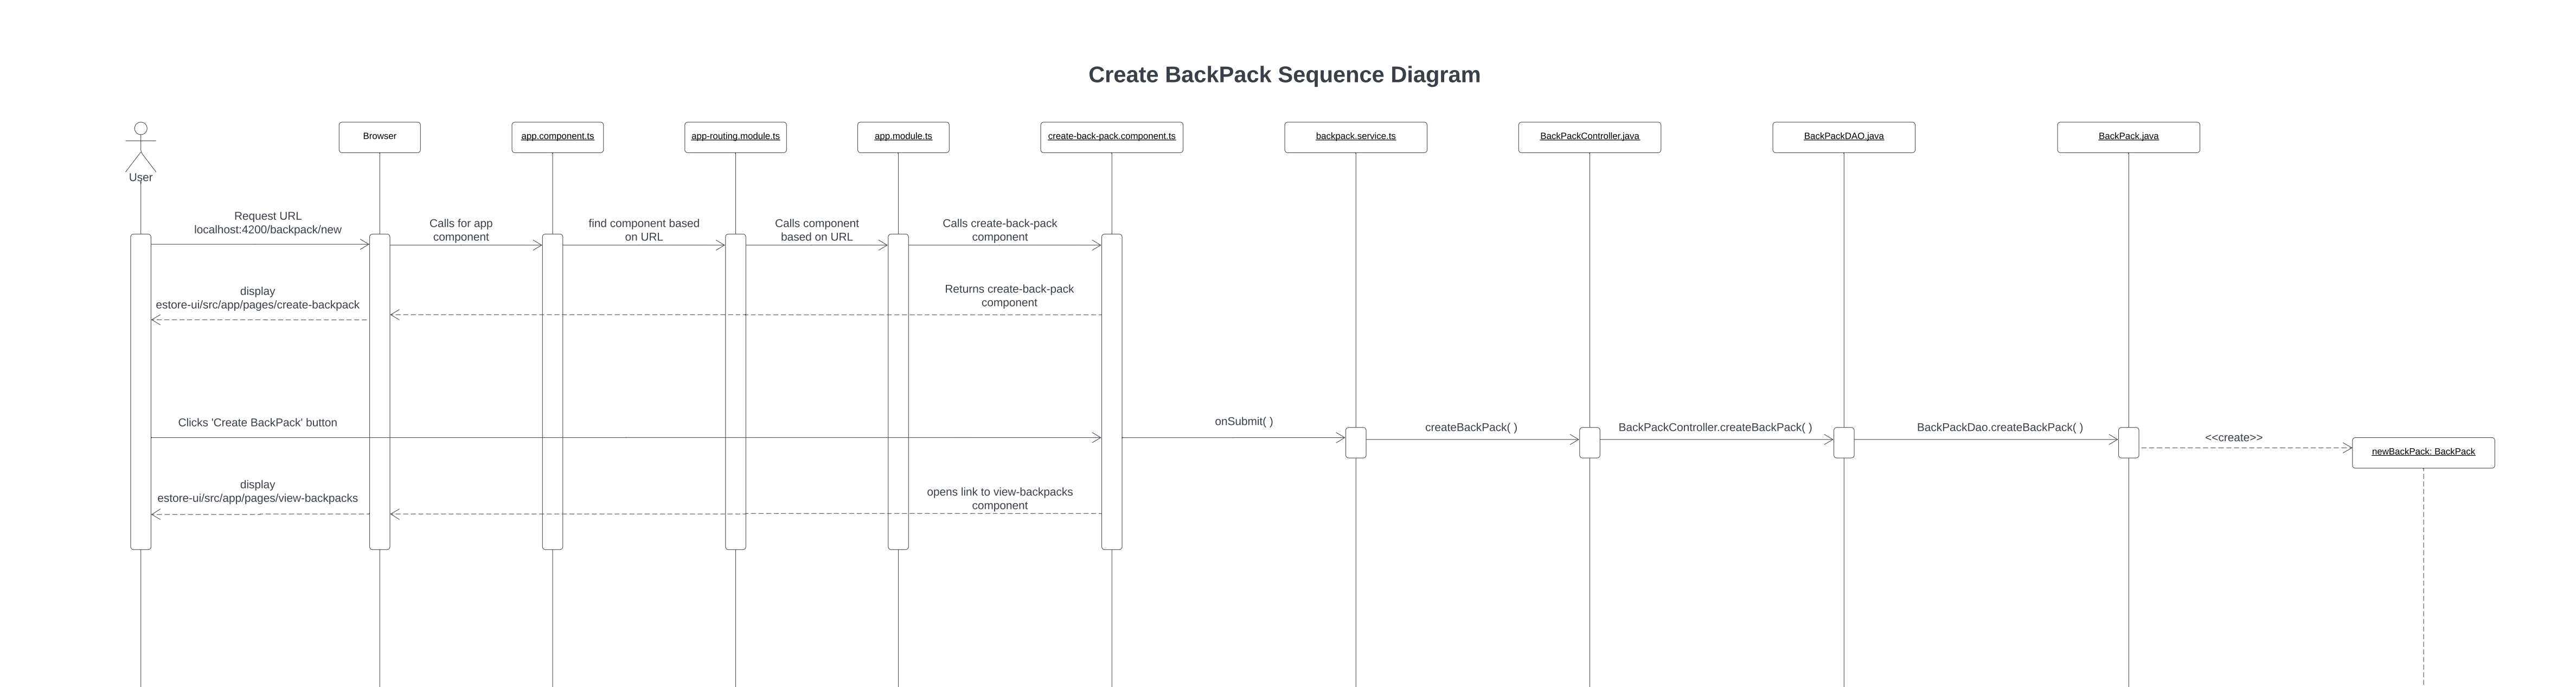 Create BackPack Sequence Diagram
User
Browser
app.component.ts
app-routing.module.ts
app.module.ts
create-back-pack.component.ts
backpack.service.ts
BackPackController.java
BackPackDAO.java
BackPack.java
Request URL
localhost:4200/backpack/new
Calls for app
component
find component based
on URL
Calls component
based on URL
Calls create-back-pack
component
display
estore-ui/src/app/pages/create-backpack
Returns create-back-pack
component
Clicks 'Create BackPack' button
onSubmit( )
createBackPack( )
BackPackController.createBackPack( )
BackPackDao.createBackPack( )
<<create>>
newBackPack: BackPack
display
estore-ui/src/app/pages/view-backpacks
opens link to view-backpacks
component